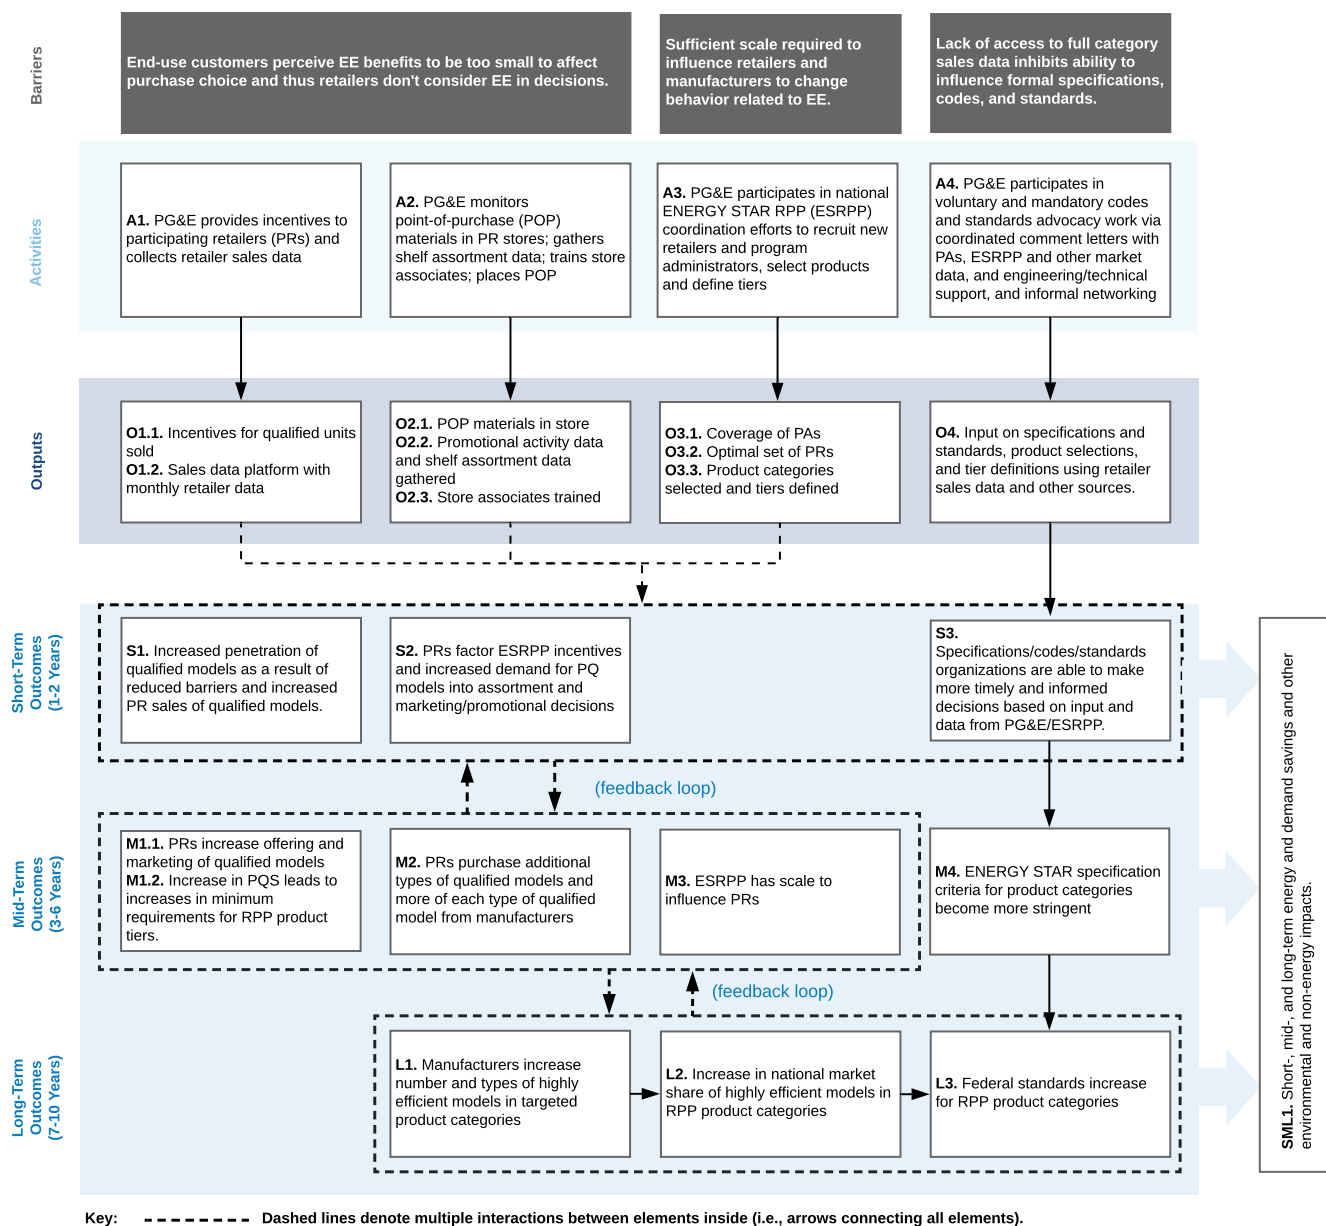 Barriers
End-use customers perceive EE benefits to be too small to affect
purchase choice and thus retailers don't consider EE in decisions.
Sufficient scale required to
influence retailers and
manufacturers to change
behavior related to EE.
Lack of access to full category
sales data inhibits ability to
influence formal specifications,
codes, and standards.
Activities
A1. PG&E provides incentives to
participating retailers (PRs) and
collects retailer sales data
A2. PG&E monitors
point-of-purchase (POP)
materials in PR stores; gathers
shelf assortment data; trains store
associates; places POP
A3. PG&E participates in national
ENERGY STAR RPP (ESRPP)
coordination efforts to recruit new
retailers and program
administrators, select products
and define tiers
A4. PG&E participates in
voluntary and mandatory codes
and standards advocacy work via
coordinated comment letters with
PAs, ESRPP and other market
data, and engineering/technical
support, and informal networking
Outputs
O1.1. Incentives for qualified units
sold
O1.2. Sales data platform with
monthly retailer data
O2.1. POP materials in store
O2.2. Promotional activity data
and shelf assortment data
gathered
O2.3. Store associates trained
O3.1. Coverage of PAs
O3.2. Optimal set of PRs
O3.3. Product categories
selected and tiers defined
O4. Input on specifications and
standards, product selections,
and tier definitions using retailer
sales data and other sources.
Short-Term
Outcomes
(1-2 Years)
S1. Increased penetration of
qualified models as a result of
reduced barriers and increased
PR sales of qualified models.
S2. PRs factor ESRPP incentives
and increased demand for PQ
models into assortment and
marketing/promotional decisions
S3.
Specifications/codes/standards
organizations are able to make
more timely and informed
decisions based on input and
data from PG&E/ESRPP.
(feedback loop)
Mid-Term
Outcomes
(3-6 Years)
M1.1. PRs increase offering and
marketing of qualified models
M1.2. Increase in PQS leads to
increases in minimum
requirements for RPP product
tiers.
M2. PRs purchase additional
types of qualified models and
more of each type of qualified
model from manufacturers
M3. ESRPP has scale to
influence PRs
M4. ENERGY STAR specification
criteria for product categories
become more stringent
(feedback loop)
Long-Term
Outcomes
(7-10 Years)
L1. Manufacturers increase
number and types of highly
efficient models in targeted
product categories
L2. Increase in national market
share of highly efficient models in
RPP product categories
L3. Federal standards increase
for RPP product categories
SML1. Short-, mid-, and long-term energy and demand savings and other
environmental and non-energy impacts.
Key:
Dashed lines denote multiple interactions between elements inside (i.e., arrows connecting all elements).